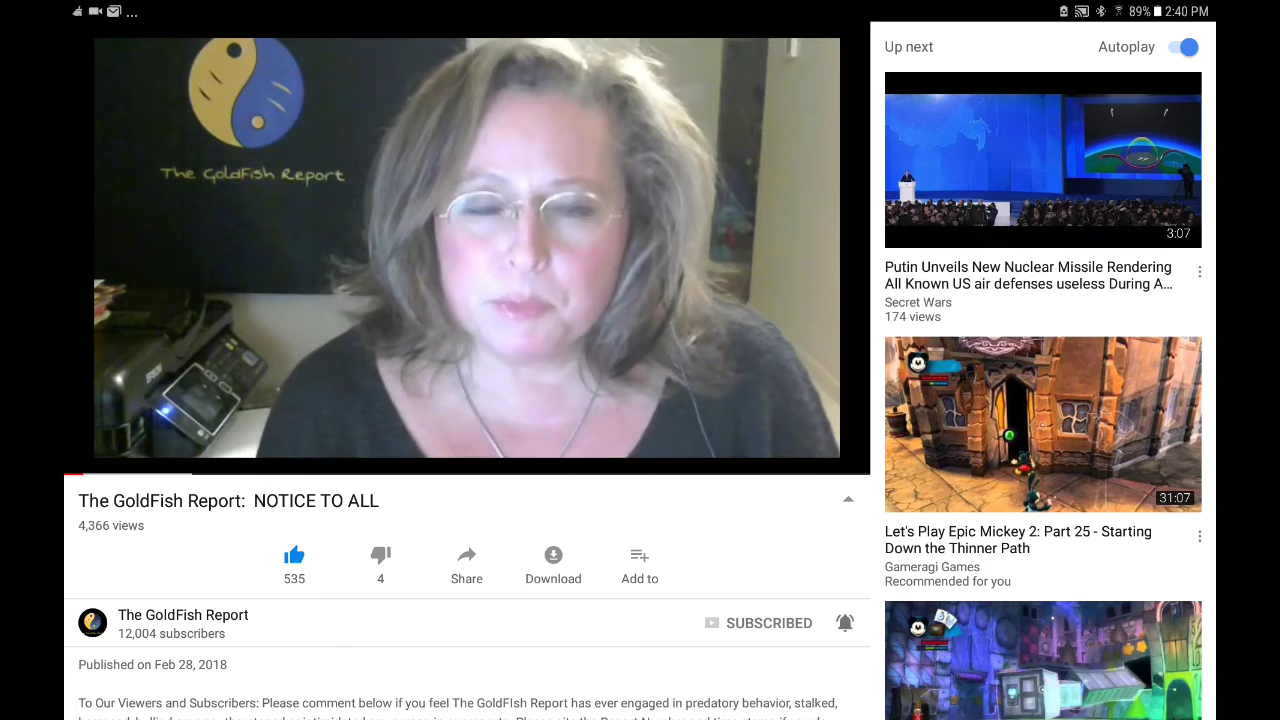 89% 2:40 PM
The GoldFish Report
Up next
Autoplay
3:07
Putin Unveils New Nuclear Missile Rendering
All Known US air defenses useless During A…
Secret Wars
174 views
31:07
Let's Play Epic Mickey 2: Part 25 - Starting
Down the Thinner Path
Gameragi Games
Recommended for you
The GoldFish Report:  NOTICE TO ALL
4,366 views
535
4
Share
Download
Add to
The GoldFish Report
12,004 subscribers
SUBSCRIBED
Published on Feb 28, 2018
To Our Viewers and Subscribers: Please comment below if you feel The GoldFIsh Report has ever engaged in predatory behavior, stalked,